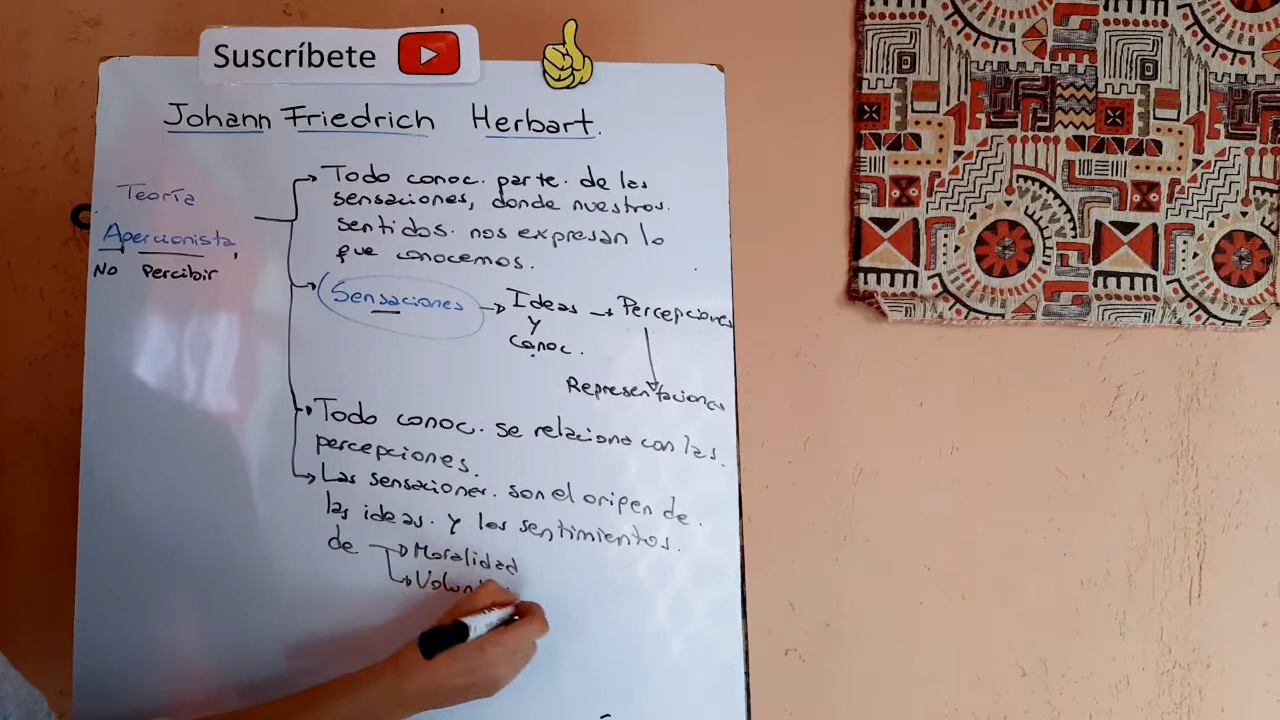 Suscríbete
Johann Friedrich Herbart.
Teoría
Apercionista,
No Percibir
Todo conoc. parte. de las
sensaciones, donde nuestros.
sentidos. nos expresan lo
que conocemos.
Sensaciones
Ideas
y
conoc.
Percepciones
Representaciones
Todo conoc. se relaciona con las.
percepciones.
Las sensaciones. son el origen de.
las ideas. y los sentimientos.
de
Moralidad